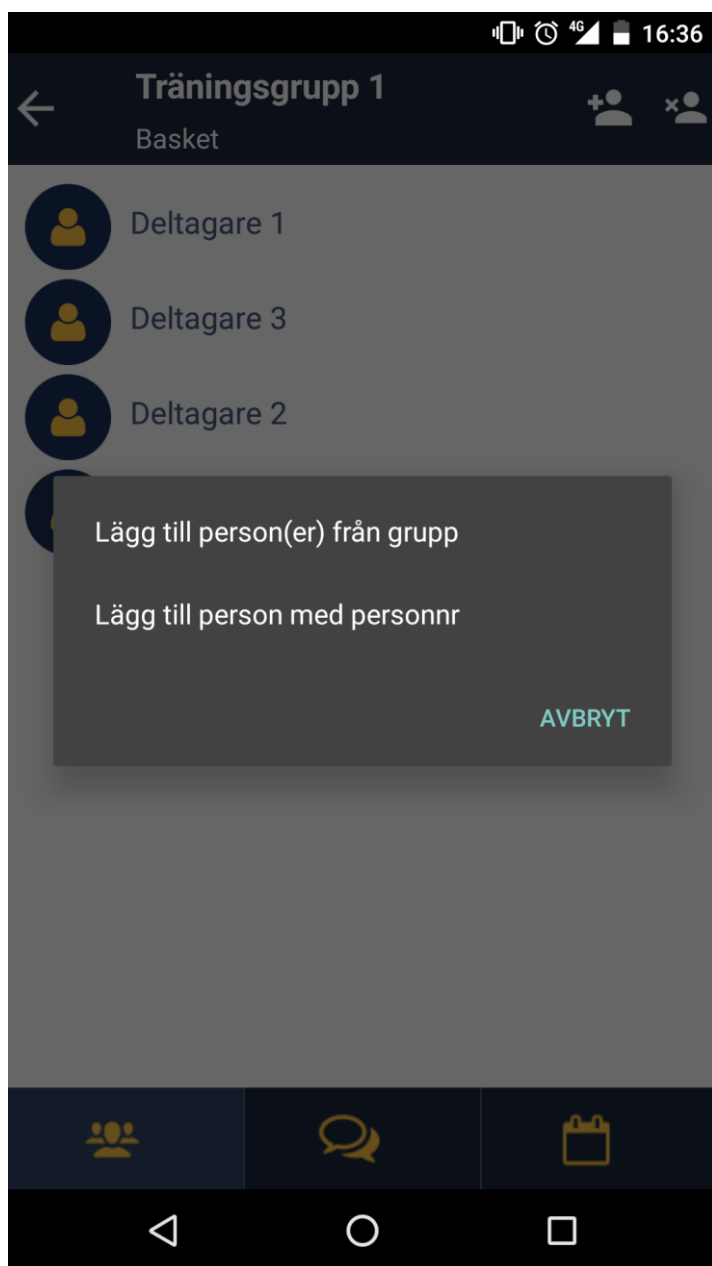 4G 16:36
Träningsgrupp 1
Basket
Deltagare 1
Deltagare 3
Deltagare 2
Lägg till person(er) från grupp
Lägg till person med personnr
AVBRYT